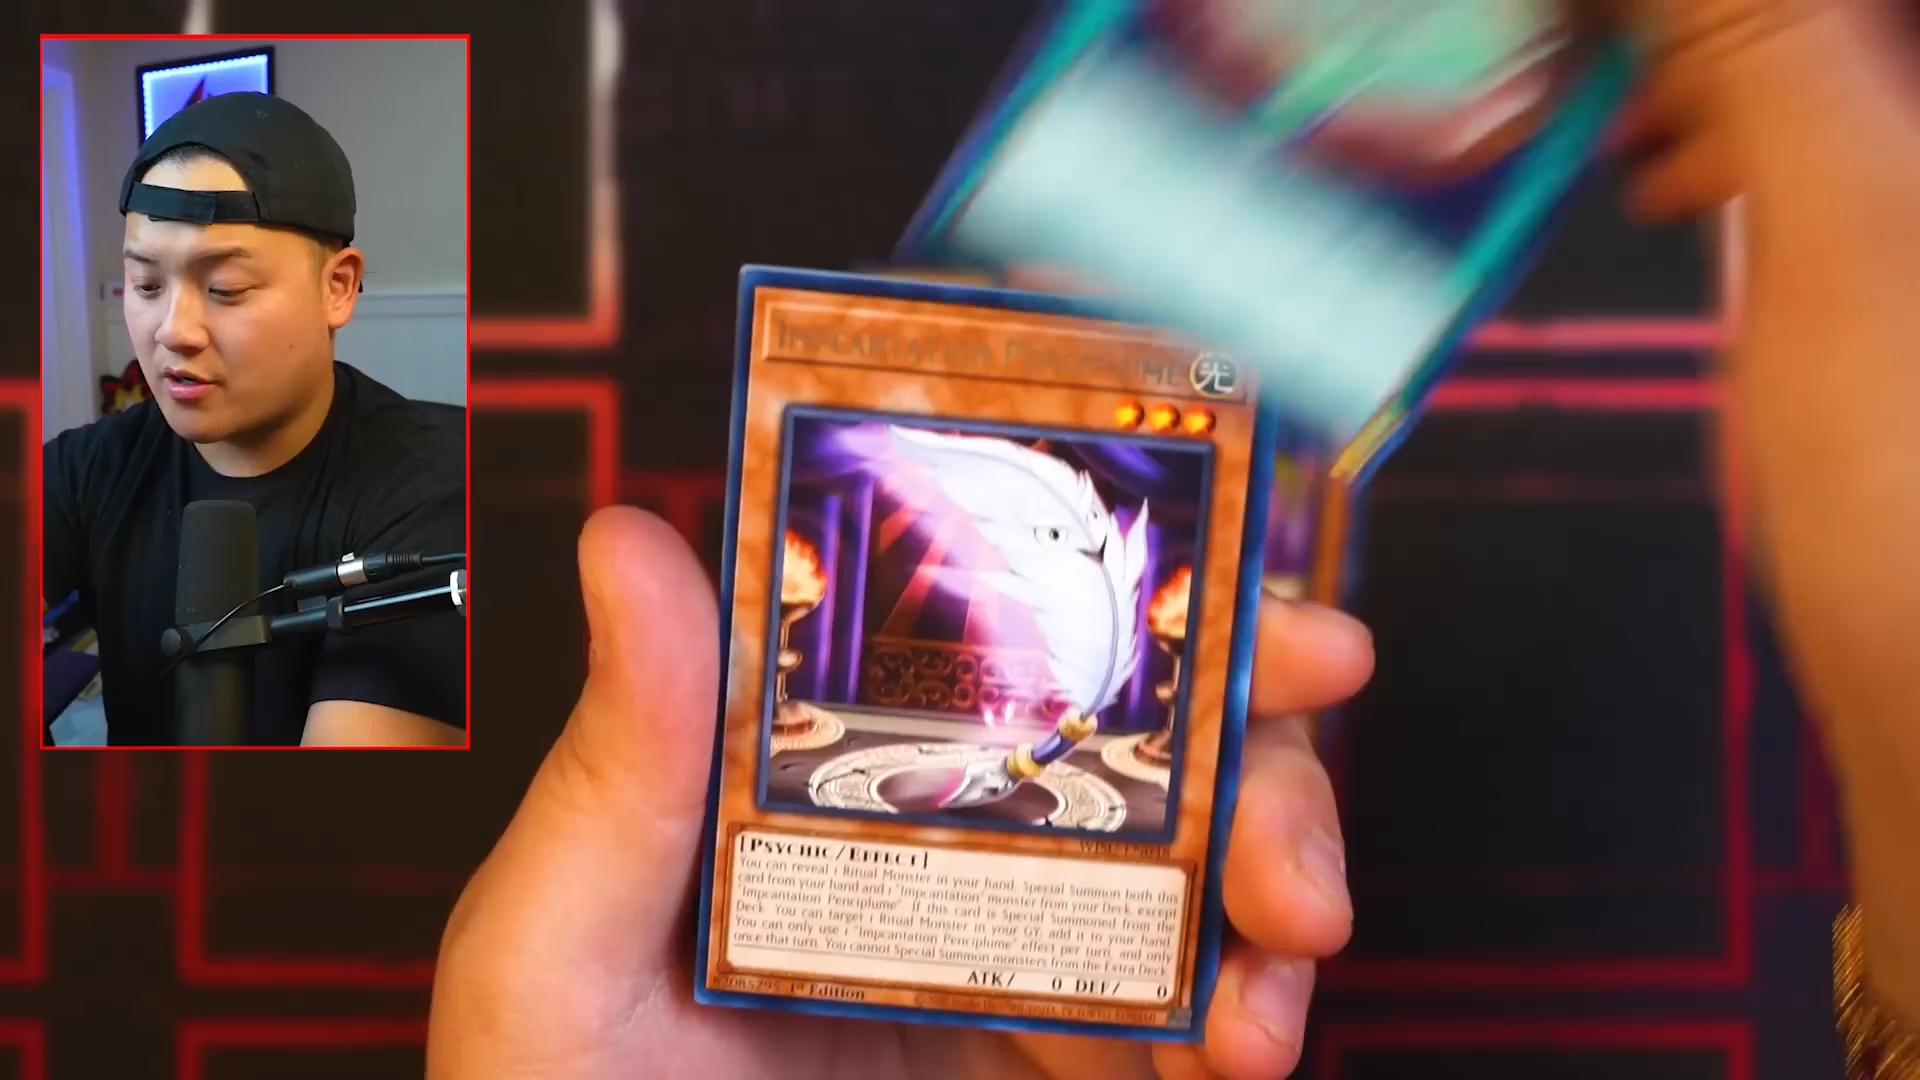 Impcantation Penciplume
光
[Psychic/Effect]
You can reveal 1 Ritual Monster in your hand, Special Summon both this
card from your hand and 1 "Impcantation" monster from your Deck, except
"Impcantation Penciplume". If this card is Special Summoned from the
Deck: You can target 1 Ritual Monster in your GY, add it to your hand
You can only use 1 "Impcantation Penciplume" effect per turn, and only
once that turn. You cannot Special Summon monsters from the Extra Deck
ATK/ 0 DEF/ 0
1st Edition